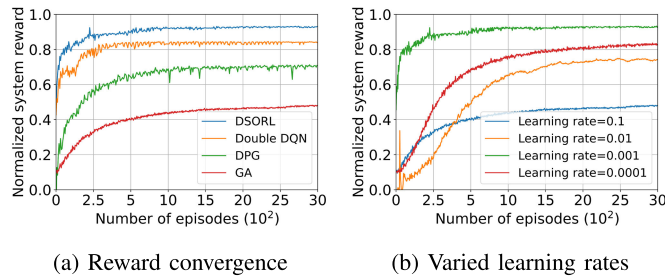 Normalized system reward
1.0
0.8
0.6
0.4
0.2
0.0
DSORL
Double DQN
DPG
GA
0 2.5 5 10 15 20 25 30
Number of episodes (10²)
(a) Reward convergence
Normalized system reward
1.0
0.8
0.6
0.4
0.2
0.0
Learning rate=0.1
Learning rate=0.01
Learning rate=0.001
Learning rate=0.0001
0 2.5 5 10 15 20 25 30
Number of episodes (10²)
(b) Varied learning rates